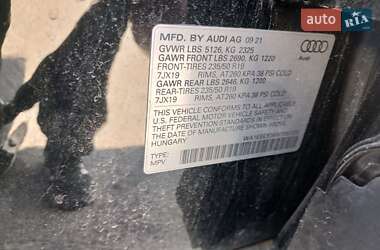 auto RIA
MFD. BY AUDI AG 09 21
GVWR LBS 5126, KG 2325
GAWR FRONT LBS 2690, KG 1220
FRONT-TIRES 235/50 R19
7JX19 RIMS, AT260 KPA 38 PSI COLD
GAWR REAR LBS 2646, KG 1200
REAR-TIRES 235/50 R19
7JX19 RIMS, AT260 KPA 38 PSI COLD
THIS VEHICLE CONFORMS TO ALL APPLICABLE
U.S. FEDERAL MOTOR VEHICLE SAFETY, BUMPER AND
THEFT PREVENTION STANDARDS IN EFFECT ON
THE DATE OF MANUFACTURE SHOWN ABOVE.
HUNGARY
TYPE:
MPV
Audi